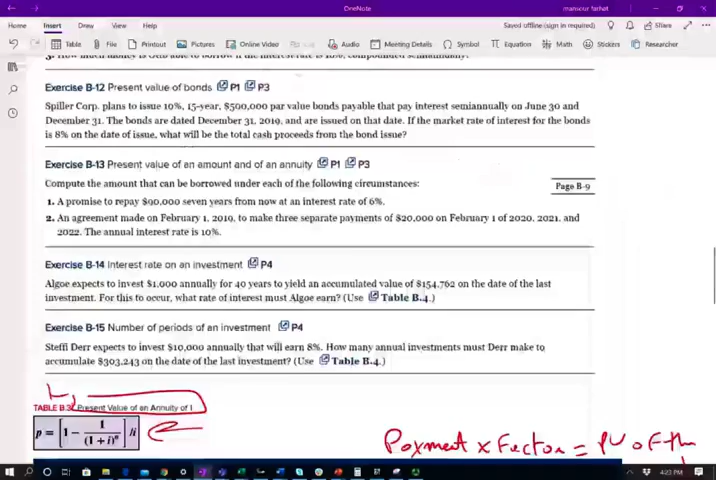 OneNote
mansour farhat
Home Insert Draw View Help
Saved offline (sign in required)
Share
Table File Printout Pictures Online Video Audio Meeting Details Symbol Equation Math Stickers Researcher
Exercise B-12 Present value of bonds P1 P3
Spiller Corp. plans to issue 10%, 15-year, $500,000 par value bonds payable that pay interest semiannually on June 30 and
December 31. The bonds are dated December 31, 2019, and are issued on that date. If the market rate of interest for the bonds
is 8% on the date of issue, what will be the total cash proceeds from the bond issue?
Exercise B-13 Present value of an amount and of an annuity P1 P3
Compute the amount that can be borrowed under each of the following circumstances:
Page B-9
1. A promise to repay $90,000 seven years from now at an interest rate of 6%.
2. An agreement made on February 1, 2019, to make three separate payments of $20,000 on February 1 of 2020, 2021, and
2022. The annual interest rate is 10%.
Exercise B-14 Interest rate on an investment P4
Algoe expects to invest $1,000 annually for 40 years to yield an accumulated value of $154,762 on the date of the last
investment. For this to occur, what rate of interest must Algoe earn? (Use Table B.4.)
Exercise B-15 Number of periods of an investment P4
Steffi Derr expects to invest $10,000 annually that will earn 8%. How many annual investments must Derr make to
accumulate $303,243 on the date of the last investment? (Use Table B.4.)
TABLE B.3 Present Value of an Annuity of 1
p = [1 − 1/(1 + i)^n] / i
Payment x Factor = PV of the
4:23 PM